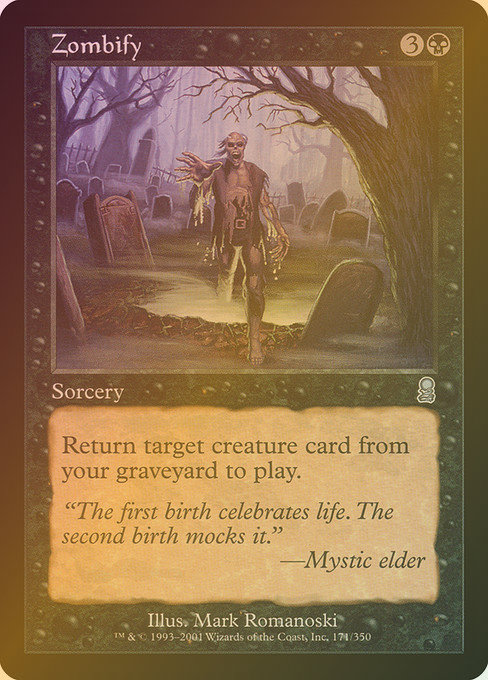 Zombify 3
Sorcery
Return target creature card from
your graveyard to play.
“The first birth celebrates life. The
second birth mocks it.”
—Mystic elder
Illus. Mark Romanoski
™ & © 1993–2001 Wizards of the Coast, Inc. 171/350